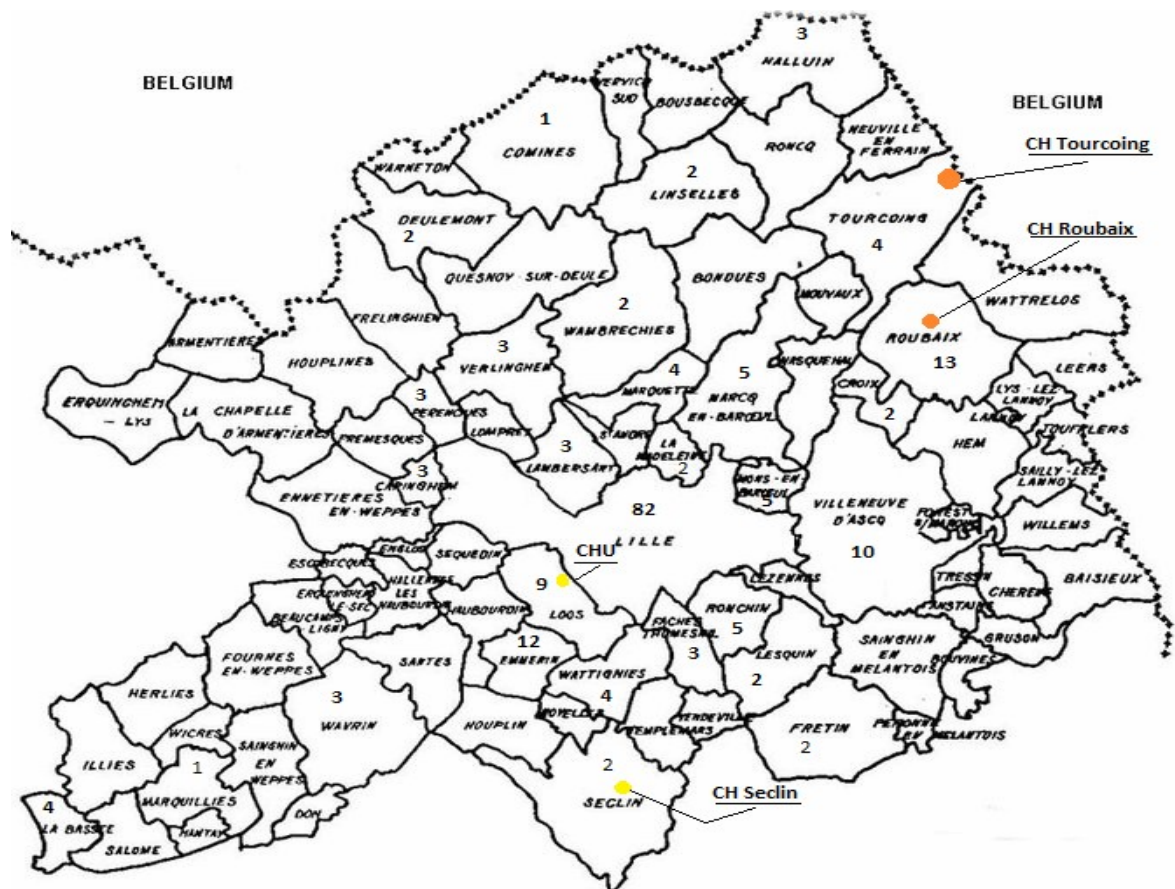 3
HALLUIN
BELGIUM
BELGIUM
WERVICK
SUD
BOUSBECQUE
1
COMINES
RONCQ
NEUVILLE
EN
FERRAIN
CH Tourcoing
WARNETON
2
LINSELLES
DEULEMONT
2
TOURCOING
4
CH Roubaix
QUESNOY-SUR-DEULE
BONDUES
MOUVAUX
WATTRELOS
2
WAMBRECHIES
FRELINGHIEN
ROUBAIX
13
ARMENTIERES
HOUPLINES
3
VERLINGHEM
4
MARQUETTE
5
MARCQ
EN-BARŒUL
WASQUEHAL
CROIX
2
LEERS
LYS-LEZ-
LANNOY
LANNOY
ERQUINGHEM
-LYS
LA
CHAPELLE
D'ARMENTIERES
3
PERENCHIES
PREMESQUES
LOMPRET
3
LAMBERSART
ST ANDRE
LA
MADELEINE
2
HEM
TOUFFLERS
3
CAPINGHEM
ENNETIERES
EN-WEPPES
MONS-EN-
BARŒUL
5
SAILLY-LEZ
LANNOY
VILLENEUVE
D'ASCQ
10
82
LILLE
WILLEMS
ENGLOS
SEQUEDIN
CHU
ESCOBECQUES
9
LOOS
LEZENNES
TRESSIN
CHERENG
BAISIEUX
HALLENNES
LES
HAUBOURDIN
HAUBOURDIN
ERQUINGHEM
LE-SEC
BEAUCAMPS
LIGNY
FACHES
THUMESNIL
3
RONCHIN
5
ANSTAING
GRUSON
12
EMMERIN
LESQUIN
2
SAINGHIN
EN
MELANTOIS
BOUVINES
FOURNES
EN-WEPPES
SANTES
WATTIGNIES
4
HERLIES
3
WAVRIN
HOUPLIN
NOYELLES
TEMPLEMARS
VENDEVILLE
FRETIN
2
PERONNE
EN MELANTOIS
WICRES
SAINGHIN
EN
WEPPES
ILLIES
1
MARQUILLIES
2
SECLIN
CH Seclin
4
LA BASSEE
HANTAY
DON
SALOME